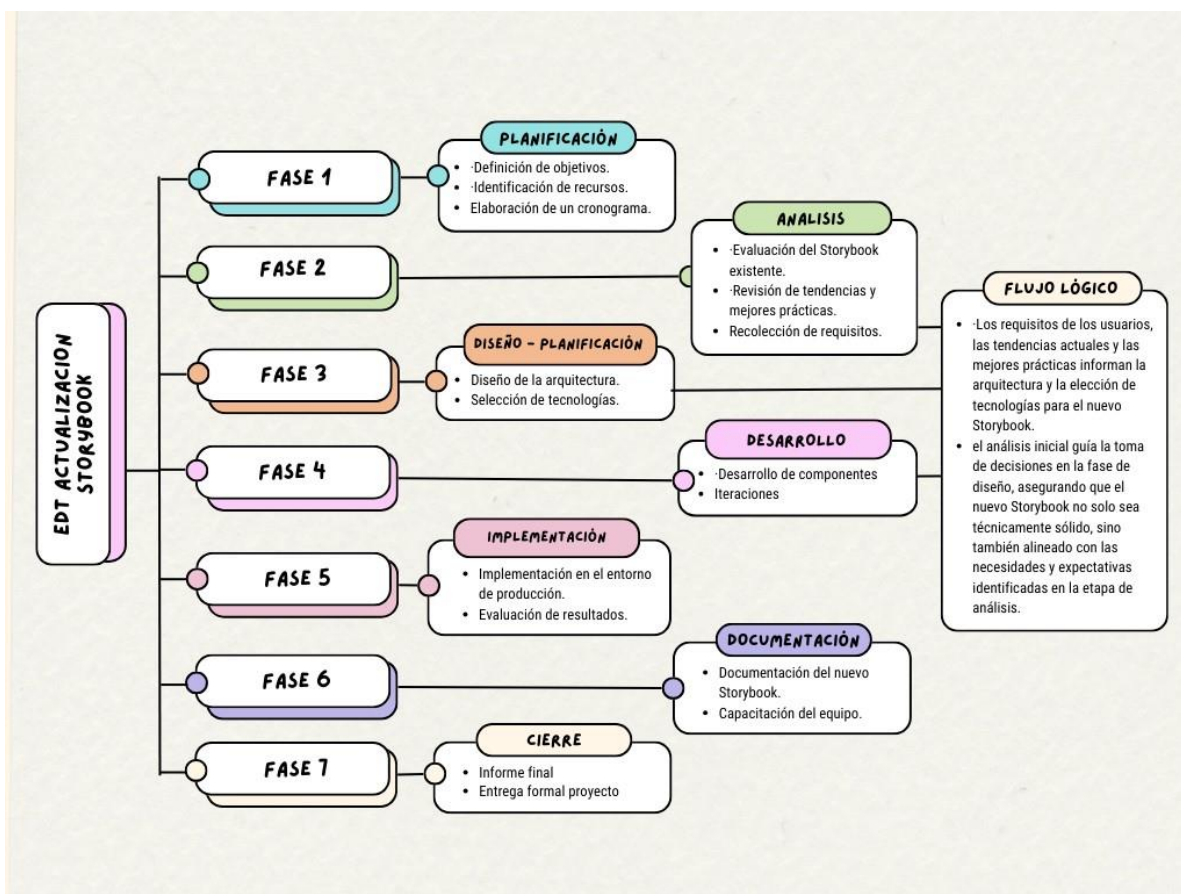 EDT ACTUALIZACION
STORYBOOK
FASE 1
PLANIFICACIÓN
• ·Definición de objetivos.
• ·Identificación de recursos.
• Elaboración de un cronograma.
FASE 2
ANALISIS
• ·Evaluación del Storybook
existente.
• ·Revisión de tendencias y
mejores prácticas.
• Recolección de requisitos.
FASE 3
DISEÑO - PLANIFICACIÓN
• Diseño de la arquitectura.
• Selección de tecnologías.
FASE 4
DESARROLLO
• ·Desarrollo de componentes
• Iteraciones
FASE 5
IMPLEMENTACIÓN
• Implementación en el entorno
de producción.
• Evaluación de resultados.
FASE 6
DOCUMENTACIÓN
• Documentación del nuevo
Storybook.
• Capacitación del equipo.
FASE 7
CIERRE
• Informe final
• Entrega formal proyecto
FLUJO LÓGICO
• ·Los requisitos de los usuarios,
las tendencias actuales y las
mejores prácticas informan la
arquitectura y la elección de
tecnologías para el nuevo
Storybook.
• el análisis inicial guía la toma
de decisiones en la fase de
diseño, asegurando que el
nuevo Storybook no solo sea
técnicamente sólido, sino
también alineado con las
necesidades y expectativas
identificadas en la etapa de
análisis.